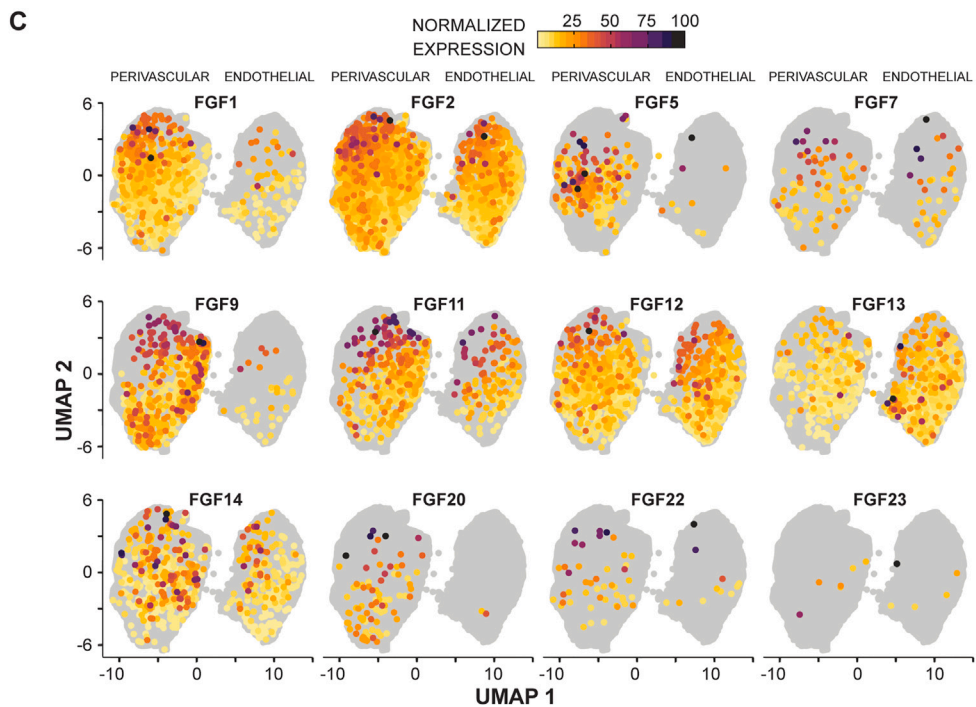 C
NORMALIZED EXPRESSION
25 50 75 100
PERIVASCULAR ENDOTHELIAL PERIVASCULAR ENDOTHELIAL PERIVASCULAR ENDOTHELIAL PERIVASCULAR ENDOTHELIAL
FGF1 FGF2 FGF5 FGF7
6
0
-6
FGF9 FGF11 FGF12 FGF13
6
0
-6
UMAP 2
FGF14 FGF20 FGF22 FGF23
6
0
-6
-10 0 10 -10 0 10 -10 0 10 -10 0 10
UMAP 1